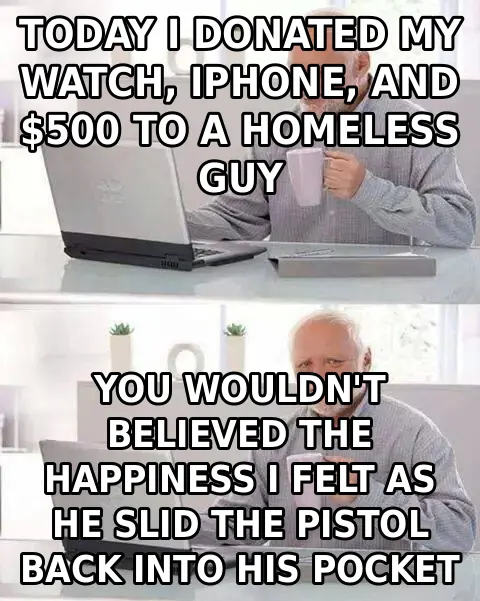 TODAY I DONATED MY
WATCH, IPHONE, AND
$500 TO A HOMELESS
GUY
YOU WOULDN'T
BELIEVED THE
HAPPINESS I FELT AS
HE SLID THE PISTOL
BACK INTO HIS POCKET